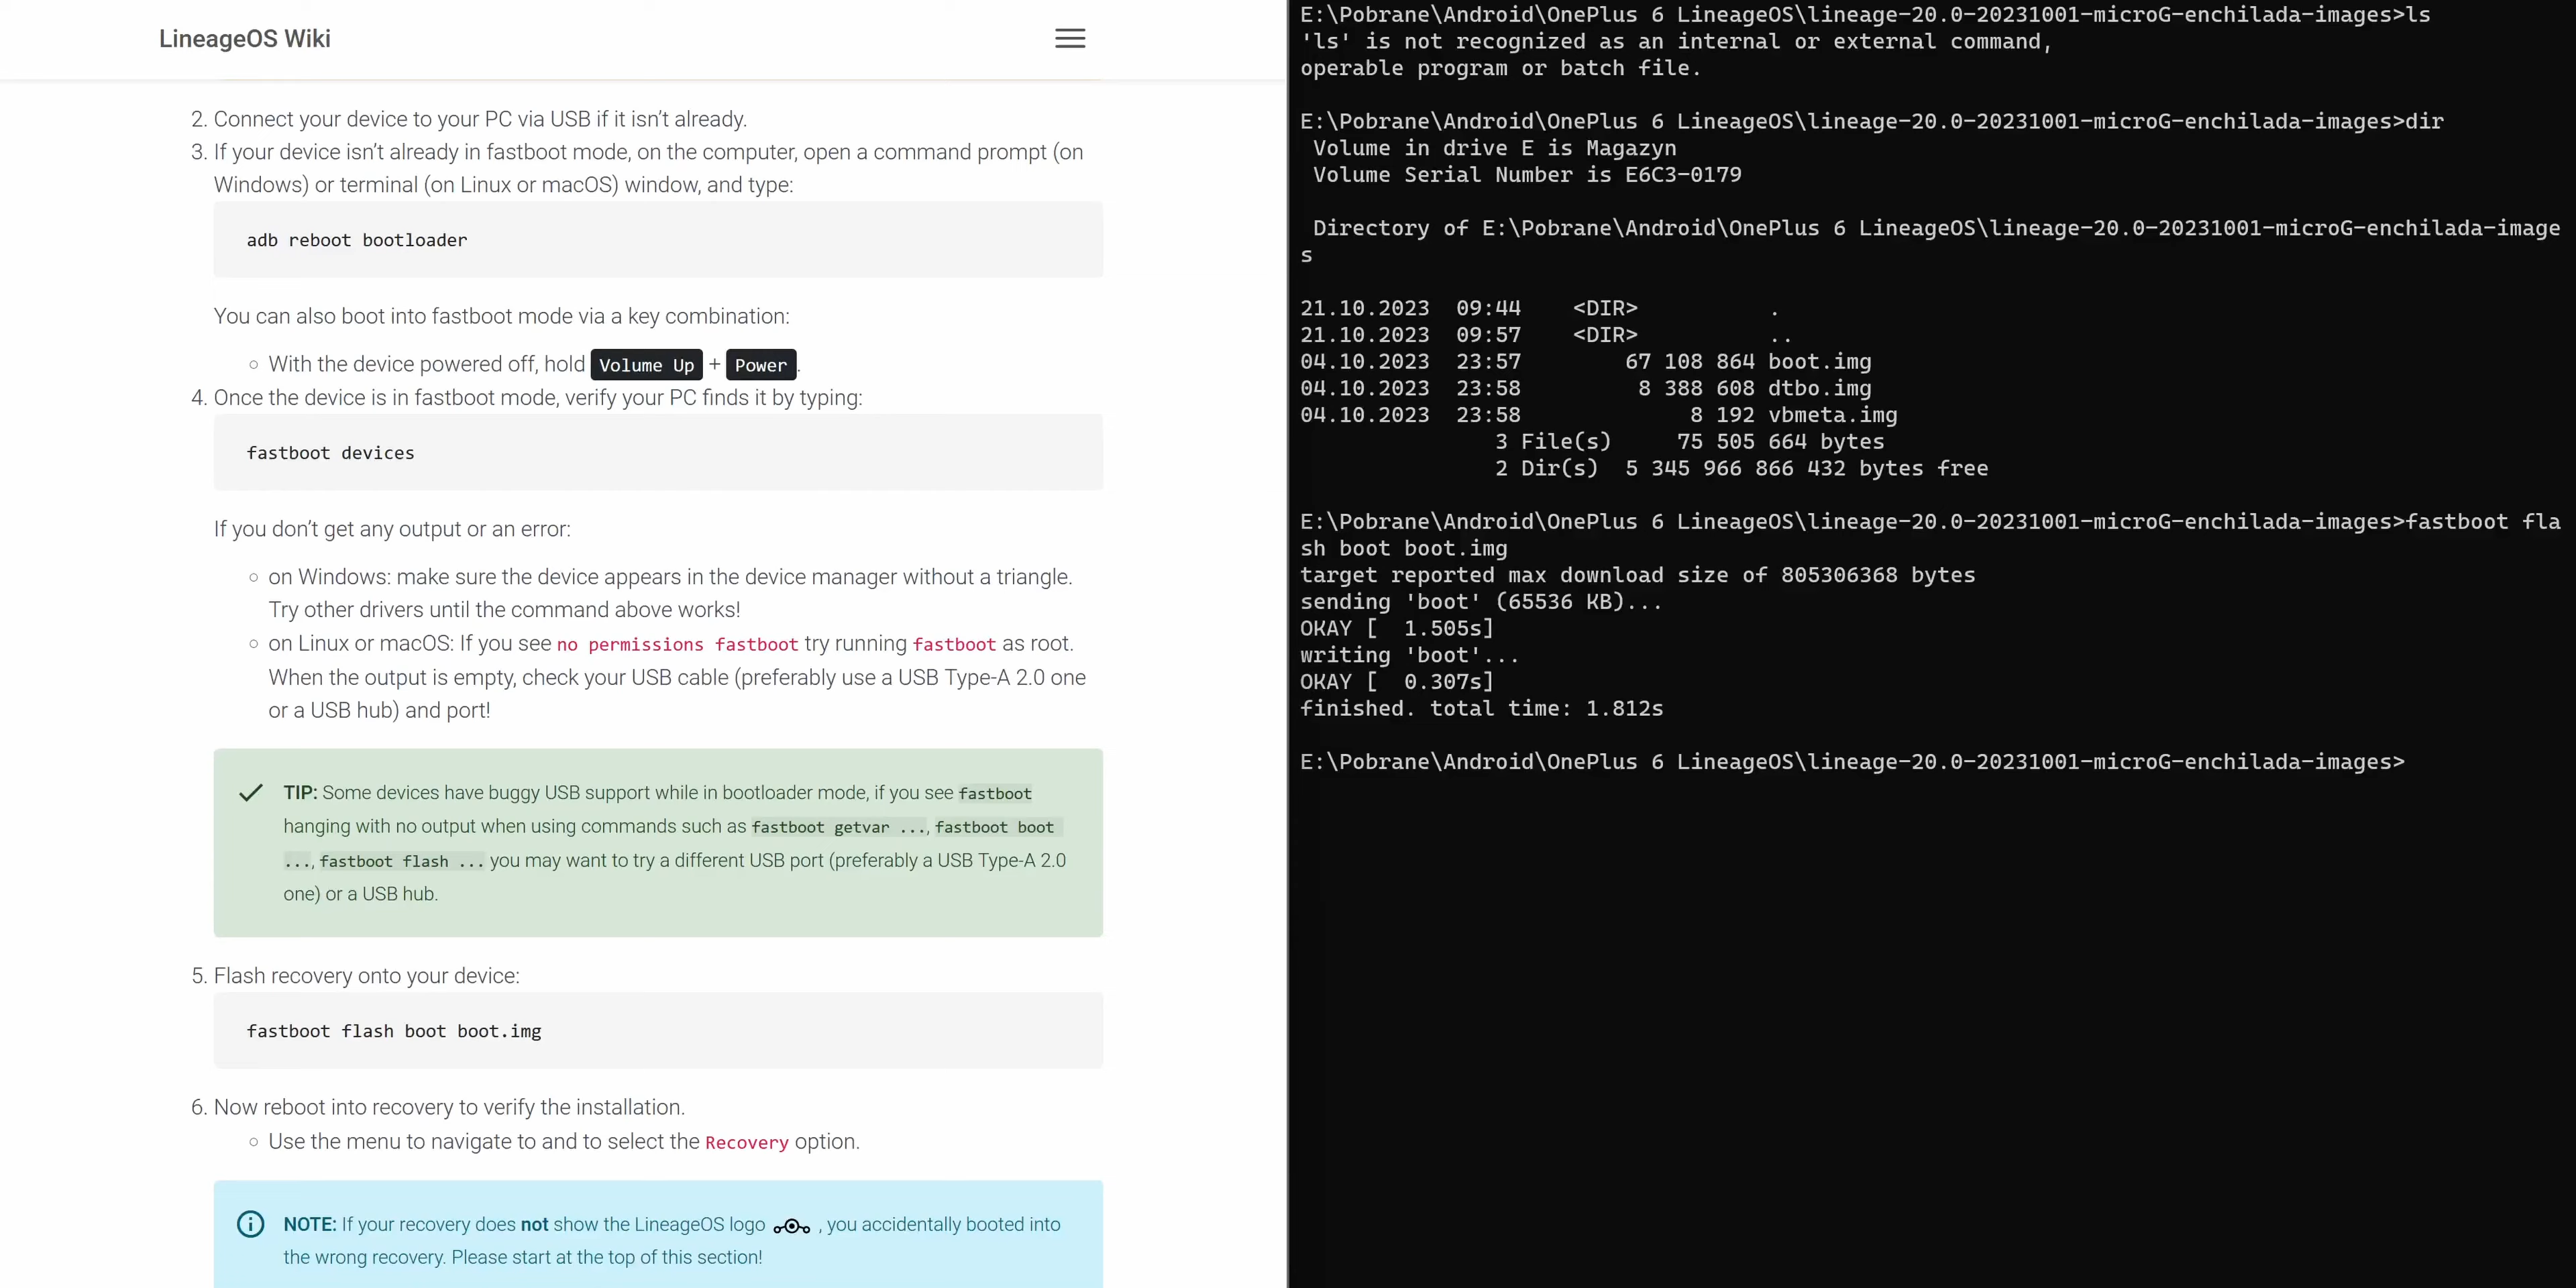 LineageOS Wiki
2. Connect your device to your PC via USB if it isn’t already.
3. If your device isn’t already in fastboot mode, on the computer, open a command prompt (on
Windows) or terminal (on Linux or macOS) window, and type:
adb reboot bootloader
You can also boot into fastboot mode via a key combination:
◦ With the device powered off, hold Volume Up + Power.
4. Once the device is in fastboot mode, verify your PC finds it by typing:
fastboot devices
If you don’t get any output or an error:
◦ on Windows: make sure the device appears in the device manager without a triangle.
Try other drivers until the command above works!
◦ on Linux or macOS: If you see no permissions fastboot try running fastboot as root.
When the output is empty, check your USB cable (preferably use a USB Type-A 2.0 one
or a USB hub) and port!
TIP: Some devices have buggy USB support while in bootloader mode, if you see fastboot
hanging with no output when using commands such as fastboot getvar ..., fastboot boot
..., fastboot flash ... you may want to try a different USB port (preferably a USB Type-A 2.0
one) or a USB hub.
5. Flash recovery onto your device:
fastboot flash boot boot.img
6. Now reboot into recovery to verify the installation.
◦ Use the menu to navigate to and to select the Recovery option.
NOTE: If your recovery does not show the LineageOS logo , you accidentally booted into
the wrong recovery. Please start at the top of this section!
E:\Pobrane\Android\OnePlus 6 LineageOS\lineage-20.0-20231001-microG-enchilada-images>ls
'ls' is not recognized as an internal or external command,
operable program or batch file.
E:\Pobrane\Android\OnePlus 6 LineageOS\lineage-20.0-20231001-microG-enchilada-images>dir
Volume in drive E is Magazyn
Volume Serial Number is E6C3-0179
Directory of E:\Pobrane\Android\OnePlus 6 LineageOS\lineage-20.0-20231001-microG-enchilada-image
s
21.10.2023  09:44    <DIR>          .
21.10.2023  09:57    <DIR>          ..
04.10.2023  23:57        67 108 864 boot.img
04.10.2023  23:58         8 388 608 dtbo.img
04.10.2023  23:58             8 192 vbmeta.img
3 File(s)     75 505 664 bytes
2 Dir(s)  5 345 966 866 432 bytes free
E:\Pobrane\Android\OnePlus 6 LineageOS\lineage-20.0-20231001-microG-enchilada-images>fastboot fla
sh boot boot.img
target reported max download size of 805306368 bytes
sending 'boot' (65536 KB)...
OKAY [  1.505s]
writing 'boot'...
OKAY [  0.307s]
finished. total time: 1.812s
E:\Pobrane\Android\OnePlus 6 LineageOS\lineage-20.0-20231001-microG-enchilada-images>